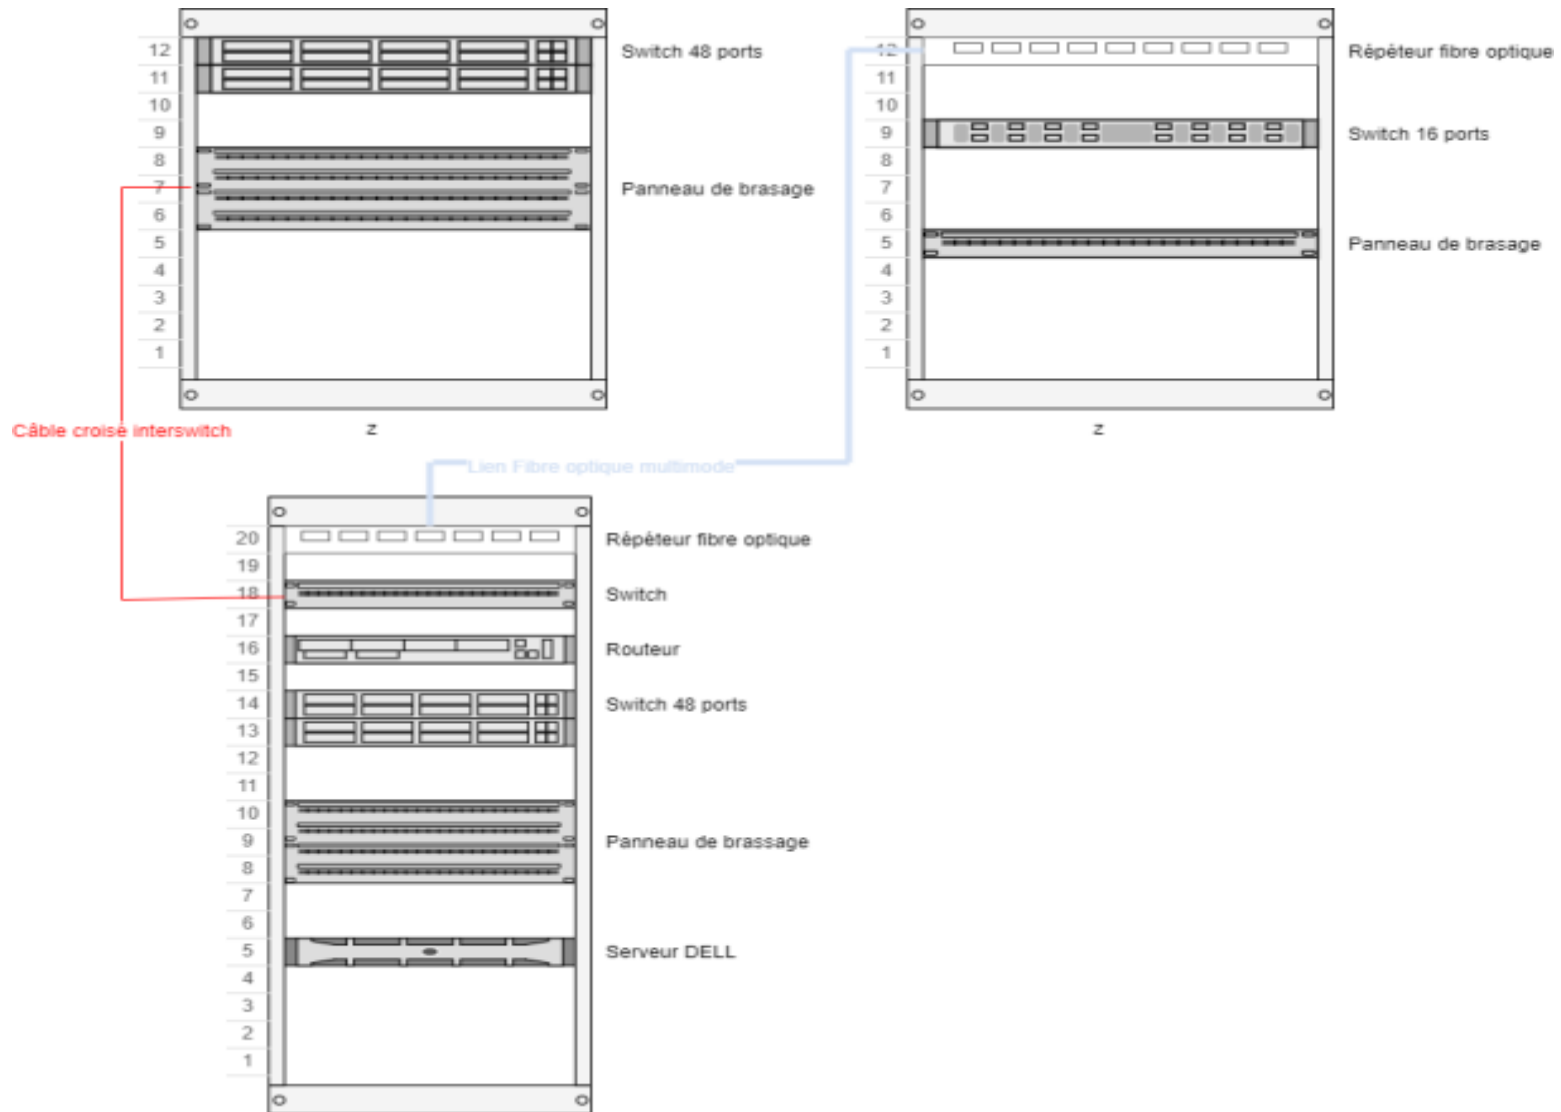 12
11
10
9
8
7
6
5
4
3
2
1
Switch 48 ports
Panneau de brasage
z
12
11
10
9
8
7
6
5
4
3
2
1
Répéteur fibre optique
Switch 16 ports
Panneau de brasage
z
Câble croisé interswitch
Lien Fibre optique multimode
20
19
18
17
16
15
14
13
12
11
10
9
8
7
6
5
4
3
2
1
Répéteur fibre optique
Switch
Routeur
Switch 48 ports
Panneau de brassage
Serveur DELL